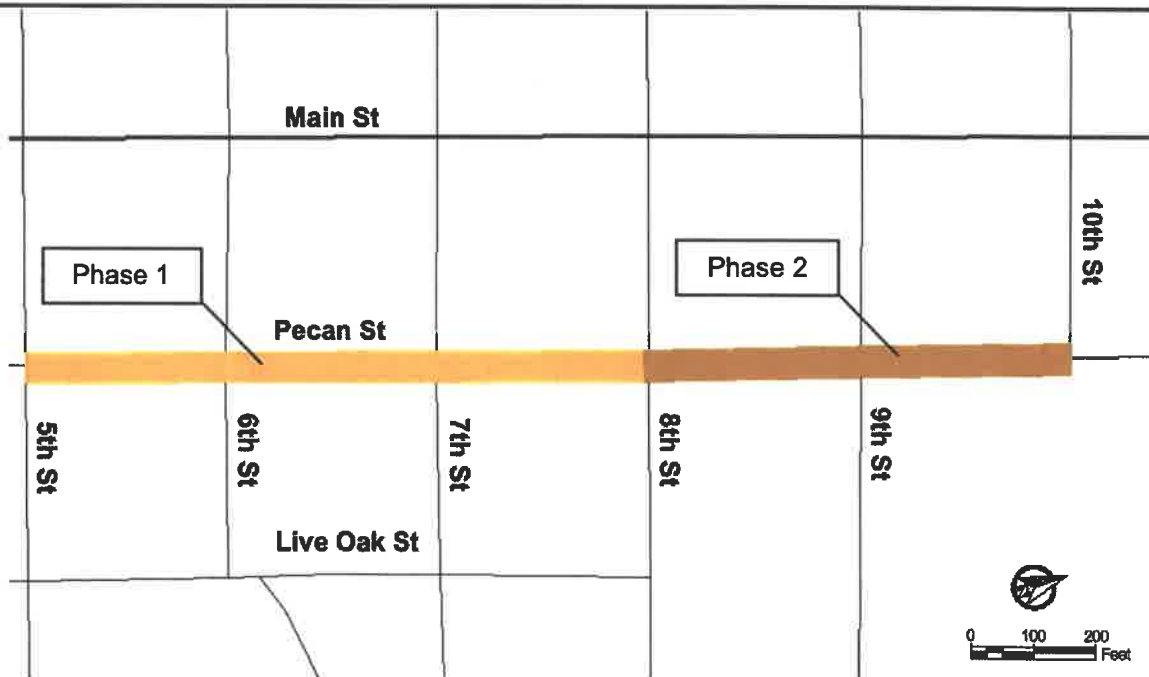 Main St
10th St
Phase 1
Phase 2
Pecan St
5th St
6th St
7th St
8th St
9th St
Live Oak St
0 100 200
Feet